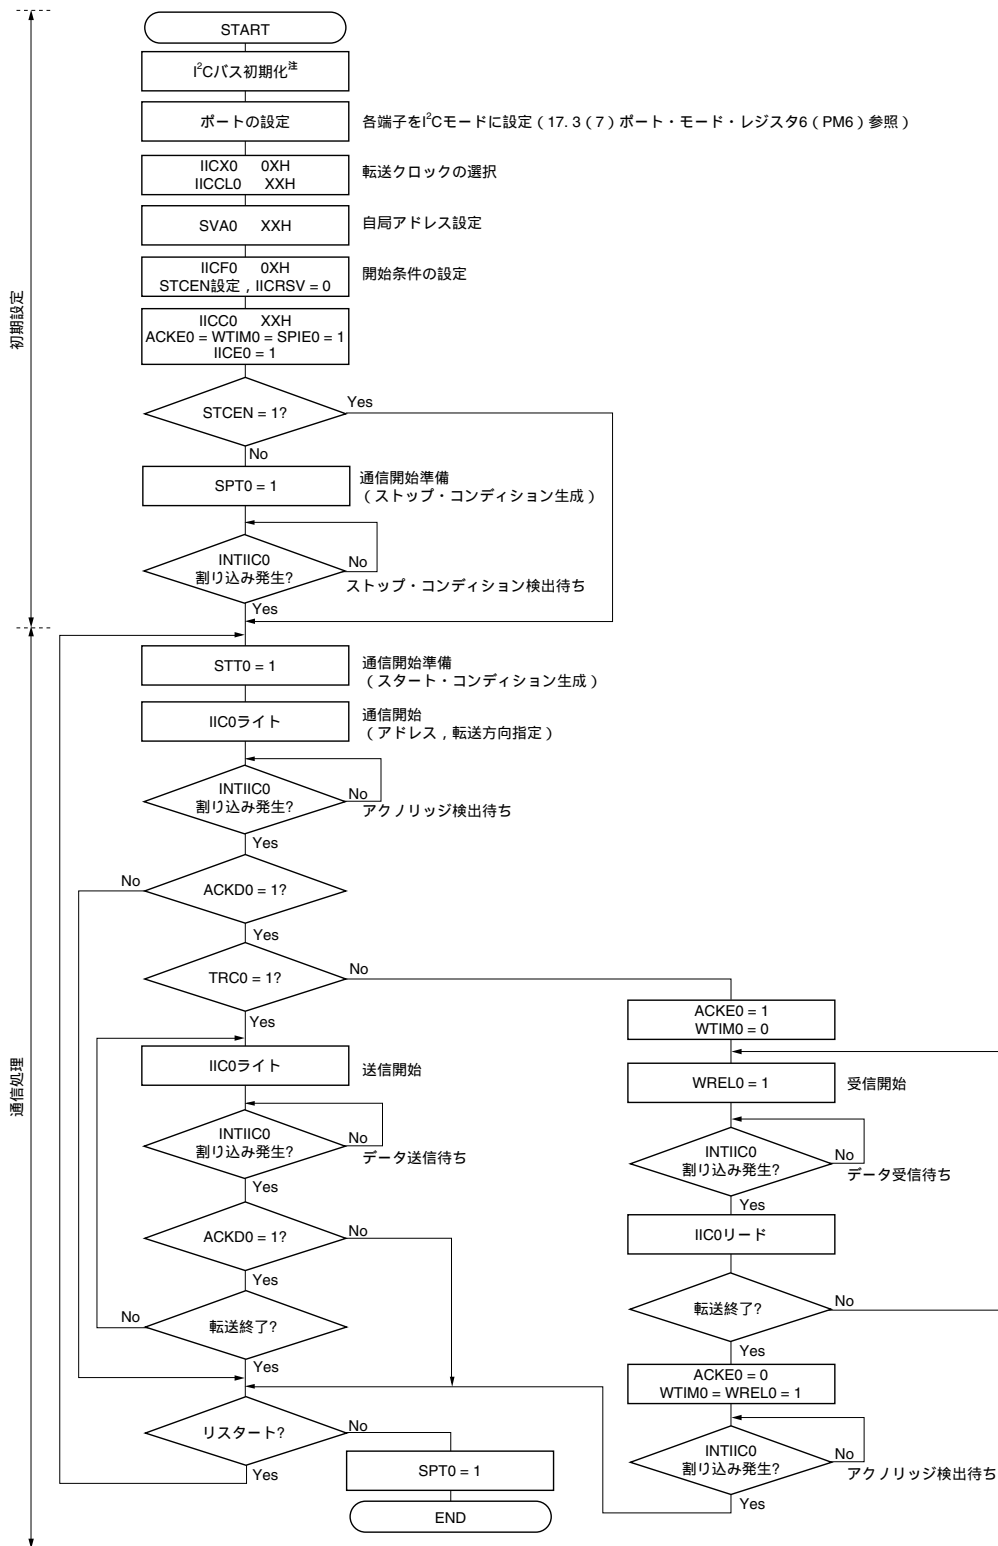 START
I²Cバス初期化注
ポートの設定
各端子をI²Cモードに設定（17. 3（7）ポート・モード・レジスタ6（PM6）参照）
IICX0 0XH
IICCL0 XXH
転送クロックの選択
SVA0 XXH
自局アドレス設定
IICF0 0XH
STCEN設定，IICRSV = 0
開始条件の設定
初期設定
IICC0 XXH
ACKE0 = WTIM0 = SPIE0 = 1
IICE0 = 1
STCEN = 1?
Yes
No
SPT0 = 1
通信開始準備
（ストップ・コンディション生成）
INTIIC0
割り込み発生?
No
ストップ・コンディション検出待ち
Yes
STT0 = 1
通信開始準備
（スタート・コンディション生成）
IIC0ライト
通信開始
（アドレス，転送方向指定）
INTIIC0
割り込み発生?
No
アクノリッジ検出待ち
Yes
No
ACKD0 = 1?
Yes
TRC0 = 1?
No
Yes
通信処理
IIC0ライト
送信開始
INTIIC0
割り込み発生?
No
データ送信待ち
Yes
ACKD0 = 1?
No
Yes
転送終了?
No
Yes
リスタート?
No
Yes
SPT0 = 1
END
ACKE0 = 1
WTIM0 = 0
WREL0 = 1
受信開始
INTIIC0
割り込み発生?
No
データ受信待ち
Yes
IIC0リード
転送終了?
No
Yes
ACKE0 = 0
WTIM0 = WREL0 = 1
INTIIC0
割り込み発生?
No
アクノリッジ検出待ち
Yes